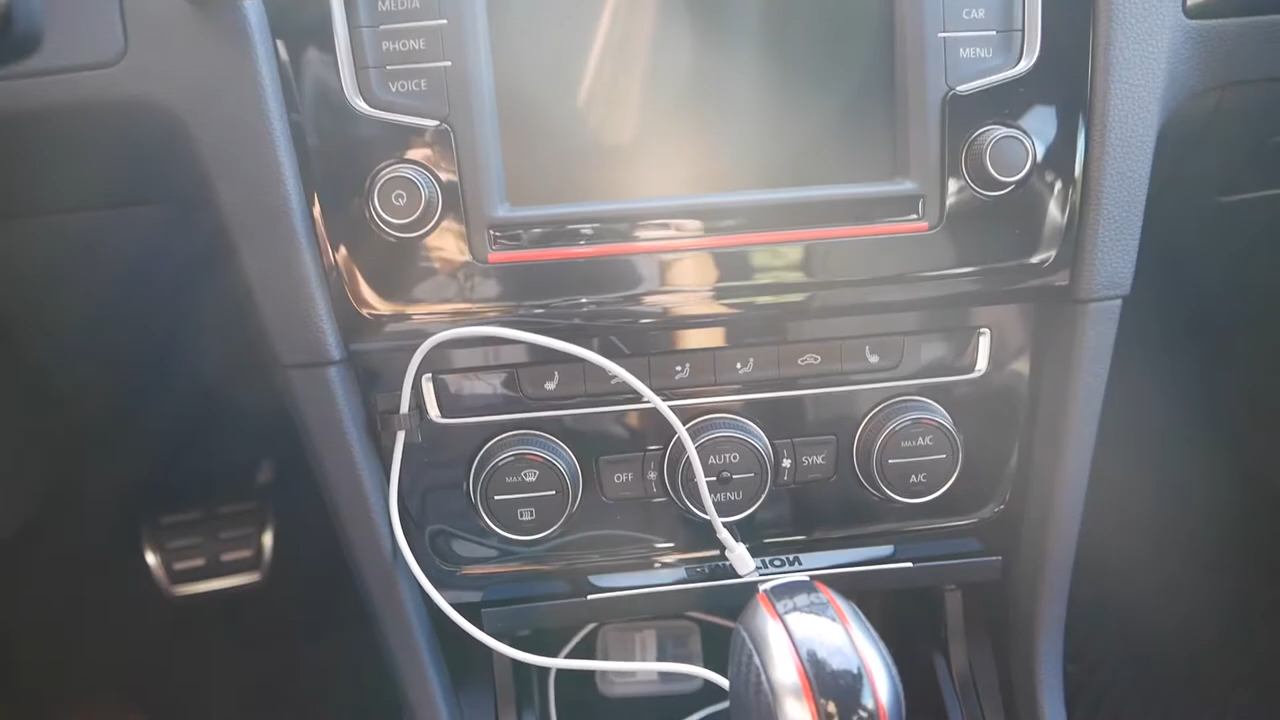 MEDIA
PHONE
VOICE
CAR
MENU
MAX
OFF
AUTO
MENU
SYNC
MAX A/C
A/C